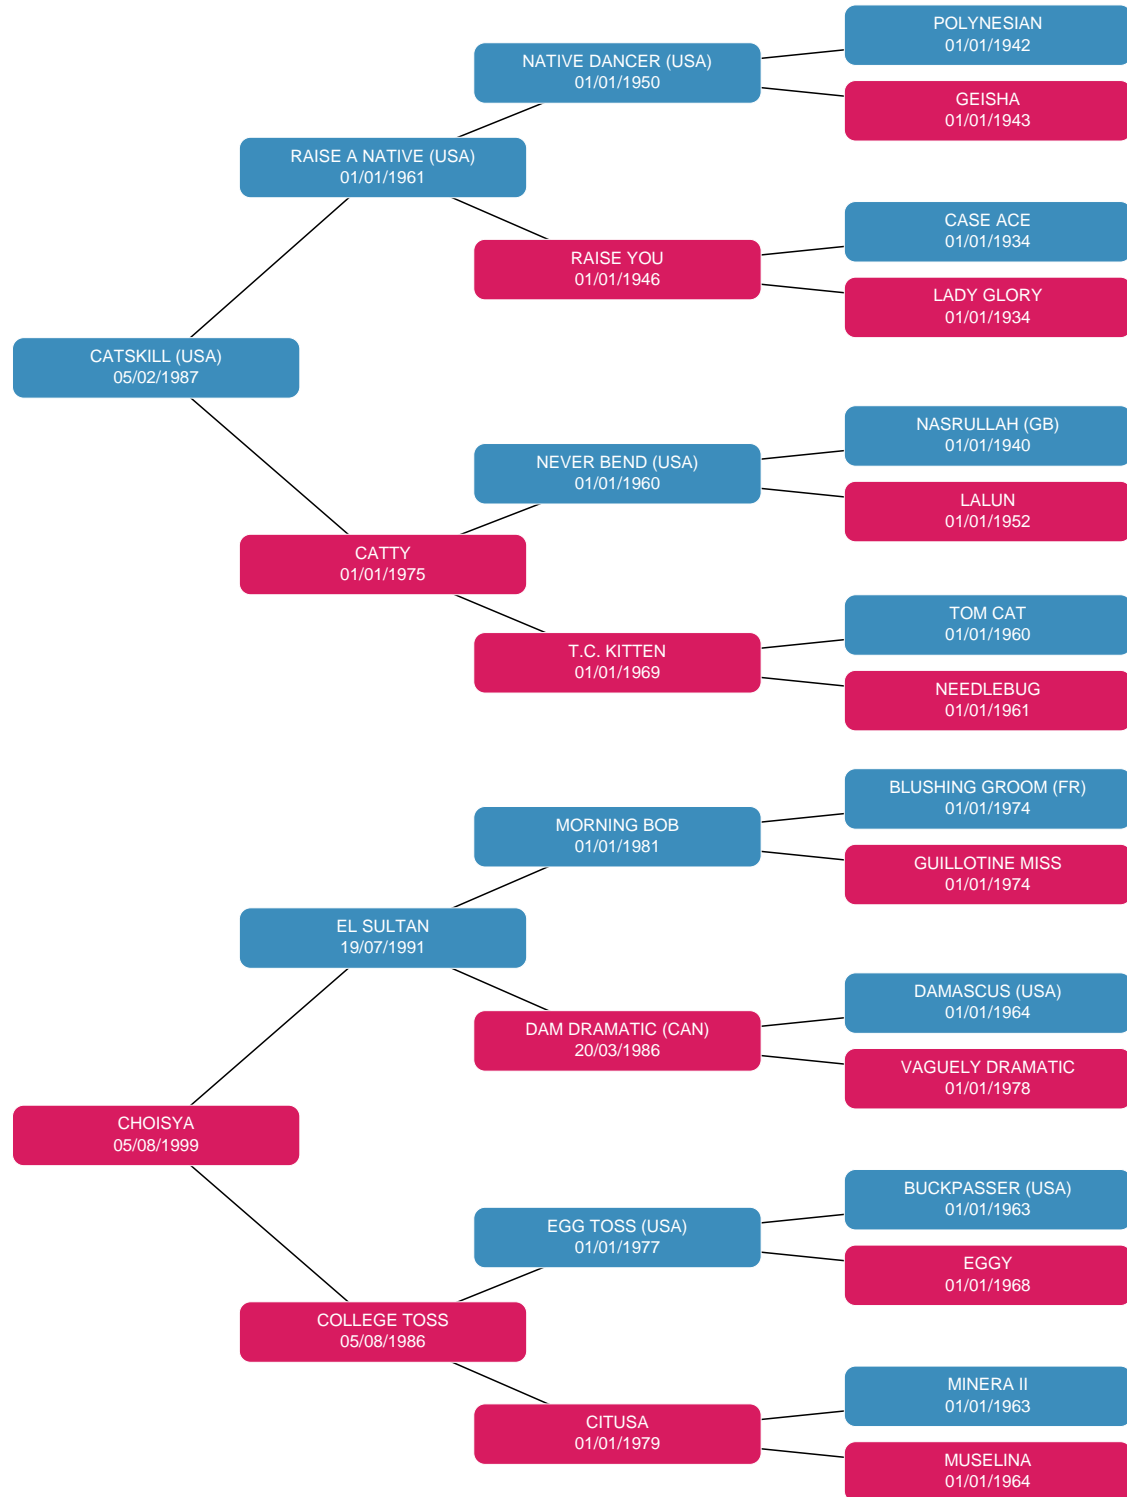 POLYNESIAN
01/01/1942
NATIVE DANCER (USA)
01/01/1950
GEISHA
01/01/1943
RAISE A NATIVE (USA)
01/01/1961
CASE ACE
01/01/1934
RAISE YOU
01/01/1946
LADY GLORY
01/01/1934
CATSKILL (USA)
05/02/1987
NASRULLAH (GB)
01/01/1940
NEVER BEND (USA)
01/01/1960
LALUN
01/01/1952
CATTY
01/01/1975
TOM CAT
01/01/1960
T.C. KITTEN
01/01/1969
NEEDLEBUG
01/01/1961
BLUSHING GROOM (FR)
01/01/1974
MORNING BOB
01/01/1981
GUILLOTINE MISS
01/01/1974
EL SULTAN
19/07/1991
DAMASCUS (USA)
01/01/1964
DAM DRAMATIC (CAN)
20/03/1986
VAGUELY DRAMATIC
01/01/1978
CHOISYA
05/08/1999
BUCKPASSER (USA)
01/01/1963
EGG TOSS (USA)
01/01/1977
EGGY
01/01/1968
COLLEGE TOSS
05/08/1986
MINERA II
01/01/1963
CITUSA
01/01/1979
MUSELINA
01/01/1964